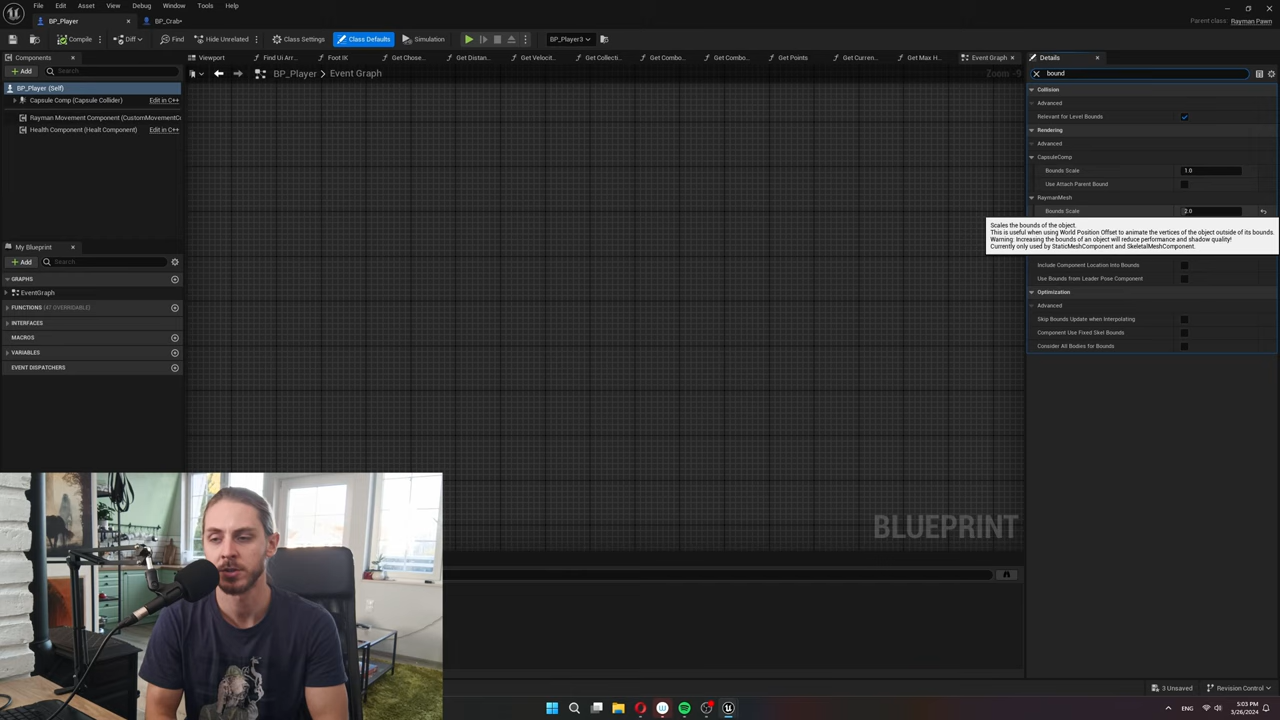 File Edit Asset View Debug Window Tools Help
BP_Player
BP_Crab*
Parent class: Rayman Pawn
Compile
Diff
Find
Hide Unrelated
Class Settings
Class Defaults
Simulation
BP_Player3
Components
Viewport
Find Ui Arr...
Foot IK
Get Chose...
Get Distan...
Get Velocit...
Get Collecti...
Get Combo...
Get Combo...
Get Points
Get Curren...
Get Max H...
Event Graph
Details
Add
Search
BP_Player > Event Graph
Zoom -9
bound
BP_Player (Self)
Capsule Comp (Capsule Collider) Edit in C++
Rayman Movement Component (CustomMovementC
Health Component (Healt Component) Edit in C++
Collision
Advanced
Relevant for Level Bounds
Rendering
Advanced
CapsuleComp
Bounds Scale 1.0
Use Attach Parent Bound
RaymanMesh
Bounds Scale 2.0
Scales the bounds of the object.
This is useful when using World Position Offset to animate the vertices of the object outside of its bounds.
Warning: Increasing the bounds of an object will reduce performance and shadow quality!
Currently only used by StaticMeshComponent and SkeletalMeshComponent.
Include Component Location Into Bounds
Use Bounds from Leader Pose Component
Optimization
Advanced
Skip Bounds Update when Interpolating
Component Use Fixed Skel Bounds
Consider All Bodies for Bounds
My Blueprint
Add
Search
GRAPHS
EventGraph
FUNCTIONS (47 OVERRIDABLE)
INTERFACES
MACROS
VARIABLES
EVENT DISPATCHERS
BLUEPRINT
3 Unsaved
Revision Control
ENG
5:03 PM
3/26/2024